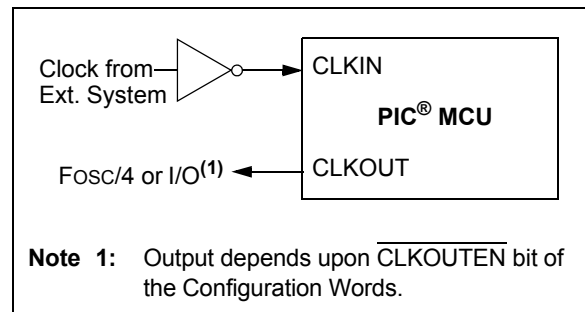 Clock from
Ext. System
CLKIN
PIC® MCU
FOSC/4 or I/O(1)
CLKOUT
Note 1: Output depends upon CLKOUTEN bit of
the Configuration Words.